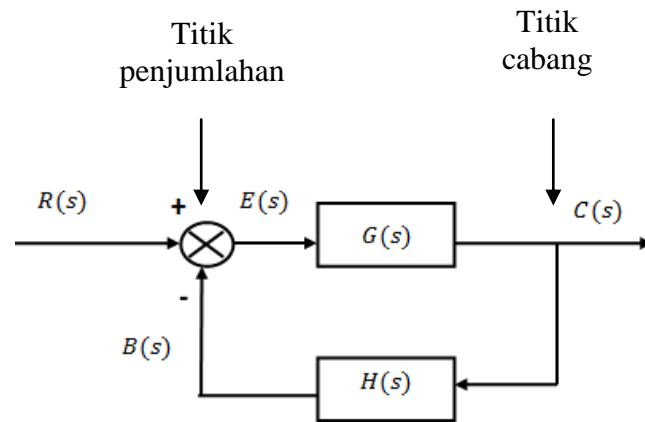 Titik
penjumlahan
Titik
cabang
R(s)
+
E(s)
G(s)
C(s)
-
B(s)
H(s)